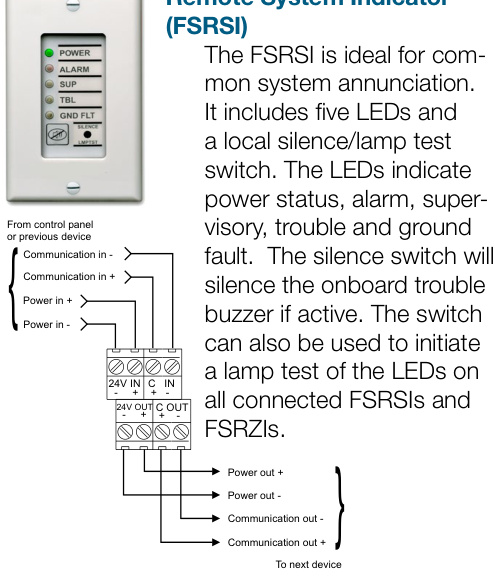 Remote System Indicator
(FSRSI)
The FSRSI is ideal for com-
mon system annunciation.
It includes five LEDs and
a local silence/lamp test
switch. The LEDs indicate
power status, alarm, super-
visory, trouble and ground
fault. The silence switch will
silence the onboard trouble
buzzer if active. The switch
can also be used to initiate
a lamp test of the LEDs on
all connected FSRSIs and
FSRZIs.
POWER
ALARM
SUP
TBL
GND FLT
SILENCE
LMPTST
From control panel
or previous device
Communication in -
Communication in +
Power in +
Power in -
24V IN C IN
- + + -
24V OUT C OUT
- + + -
Power out +
Power out -
Communication out -
Communication out +
To next device